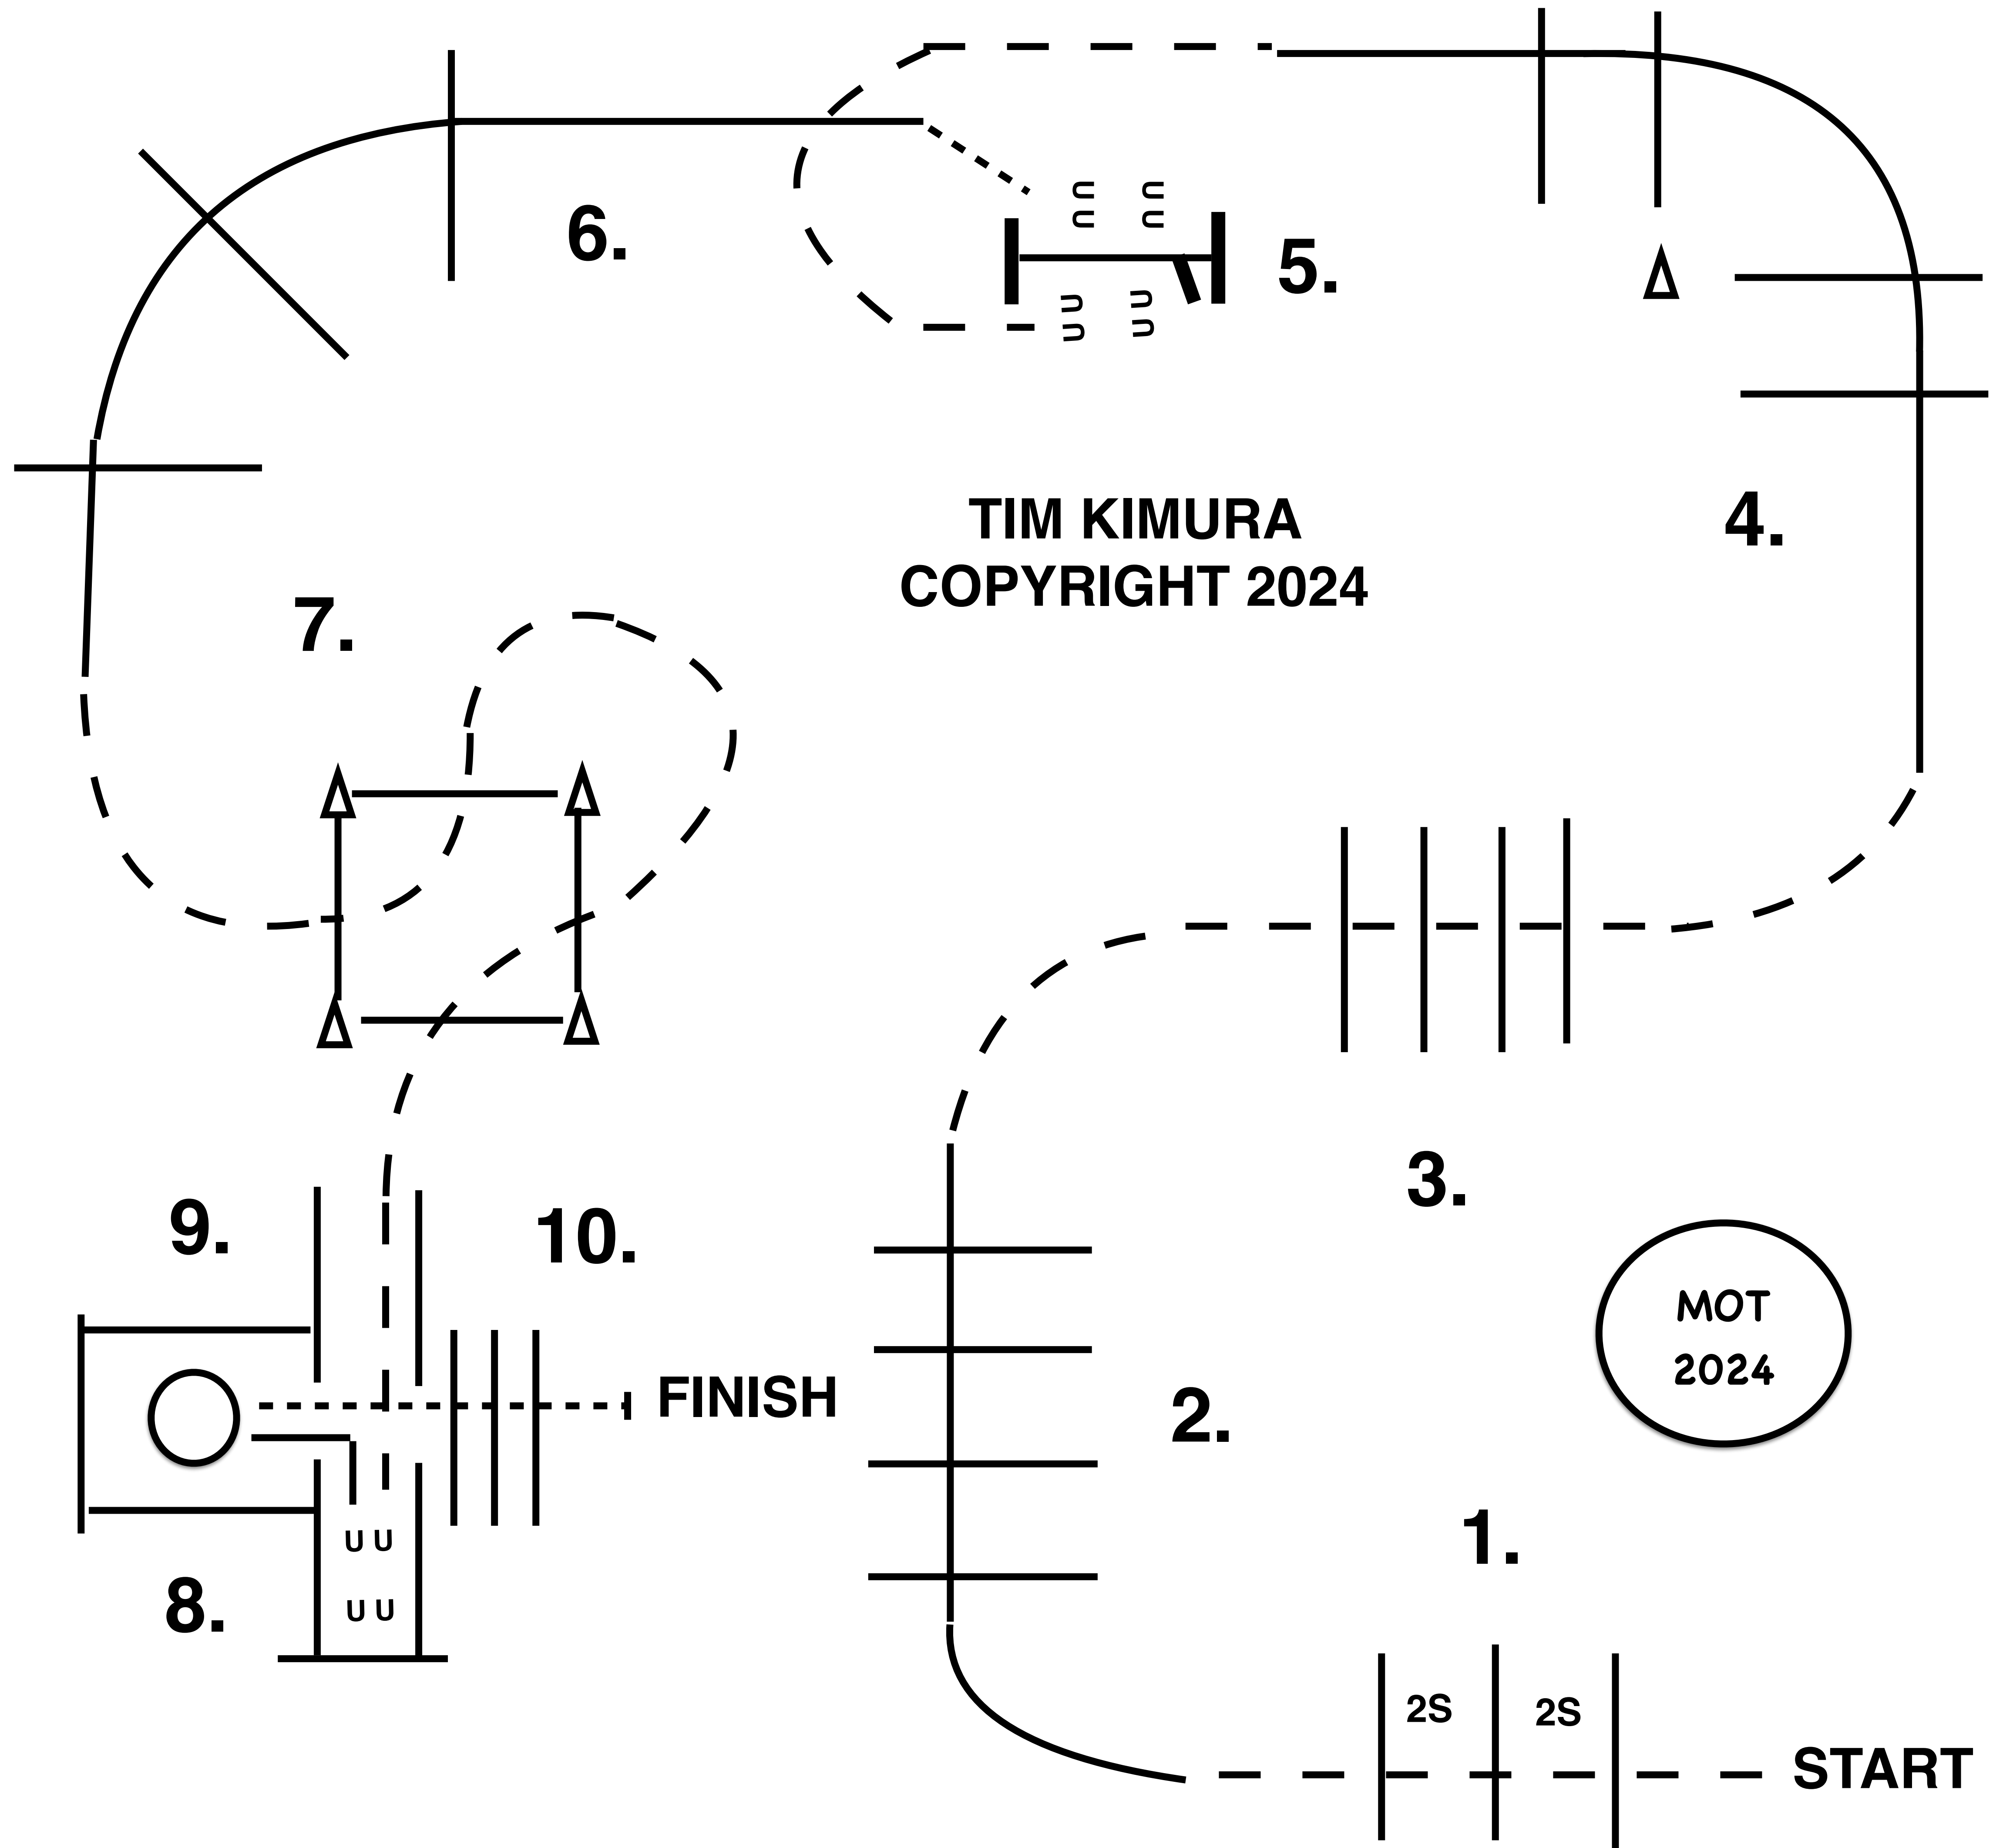 6.
5.
TIM KIMURA
COPYRIGHT 2024
4.
7.
3.
9.
10.
MOT
2024
FINISH
2.
1.
8.
2S 2S
START